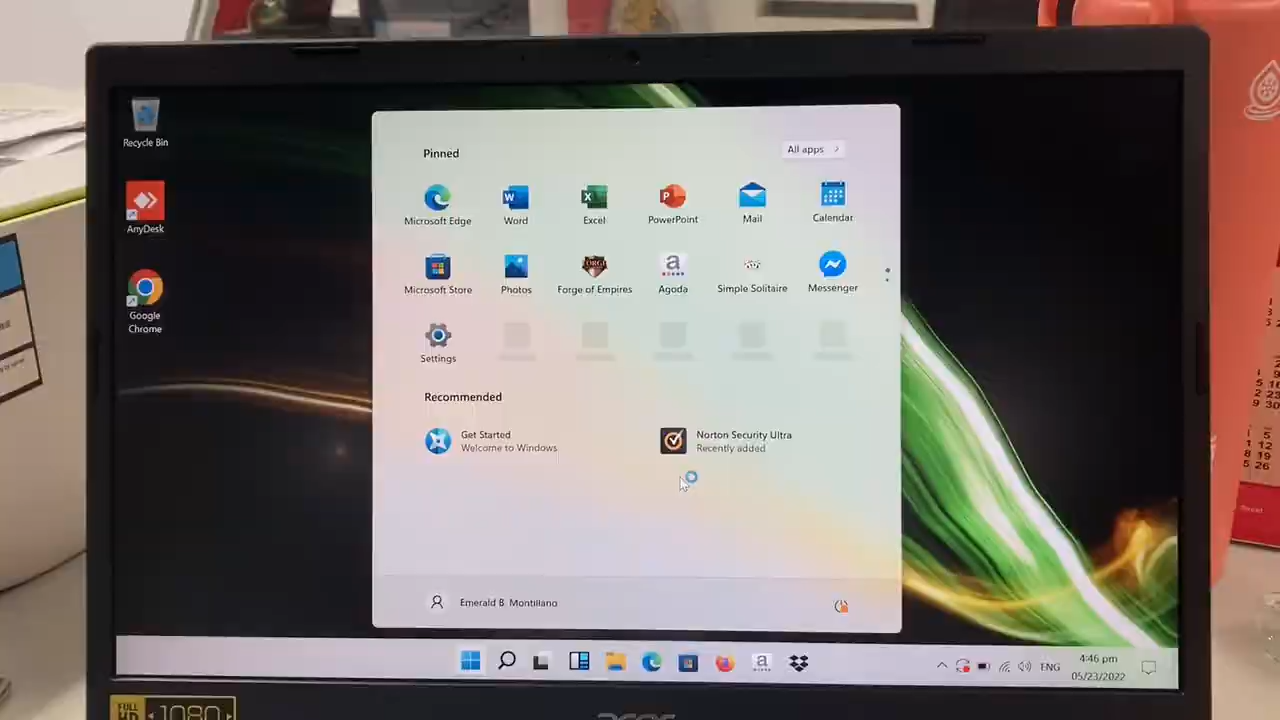 Recycle Bin
AnyDesk
Google
Chrome
Pinned
All apps
Microsoft Edge
Word
Excel
PowerPoint
Mail
Calendar
Microsoft Store
Photos
Forge of Empires
Agoda
Simple Solitaire
Messenger
Settings
Recommended
Get Started
Welcome to Windows
Norton Security Ultra
Recently added
Emerald B. Montillano
ENG
4:46 pm
05/23/2022
FULL
HD
1080
acer